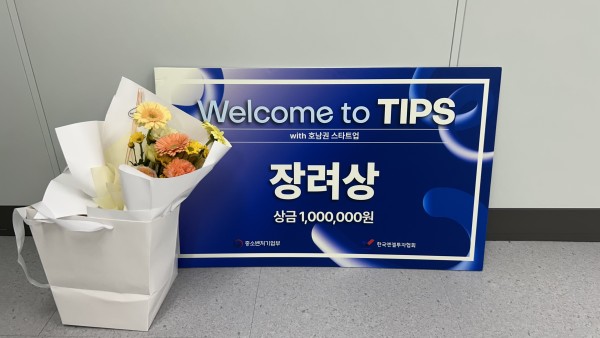 Welcome to TIPS
with 호남권 스타트업
장려상
상금 1,000,000원
중소벤처기업부
한국엔젤투자협회